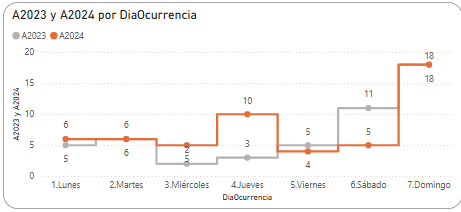 A2023 y A2024 por DiaOcurrencia
A2023 A2024
20
15
10
5
0
A2023 y A2024
6 6 5 10 5 11 18
5 6 2 3 4 5 18
5
1.Lunes 2.Martes 3.Miércoles 4.Jueves 5.Viernes 6.Sábado 7.Domingo
DiaOcurrencia